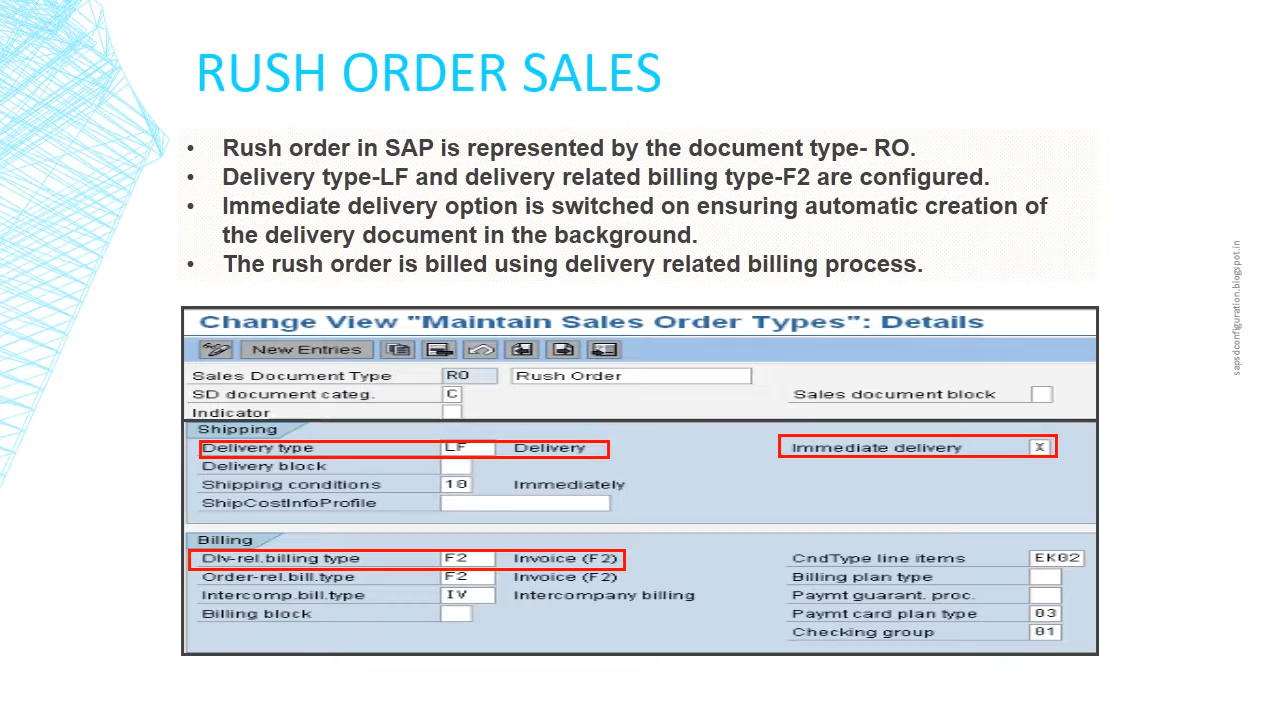 RUSH ORDER SALES
• Rush order in SAP is represented by the document type- RO.
• Delivery type-LF and delivery related billing type-F2 are configured.
• Immediate delivery option is switched on ensuring automatic creation of
the delivery document in the background.
• The rush order is billed using delivery related billing process.
sapsdconfiguration.blogspot.in
Change View "Maintain Sales Order Types": Details
New Entries
Sales Document Type RO Rush Order
SD document categ. C Sales document block
Indicator
Shipping
Delivery type LF Delivery Immediate delivery X
Delivery block
Shipping conditions 10 Immediately
ShipCostInfoProfile
Billing
Dlv-rel.billing type F2 Invoice (F2) CndType line items EK02
Order-rel.bill.type F2 Invoice (F2) Billing plan type
Intercomp.bill.type IV Intercompany billing Paymt guarant. proc.
Billing block Paymt card plan type 03
Checking group 01